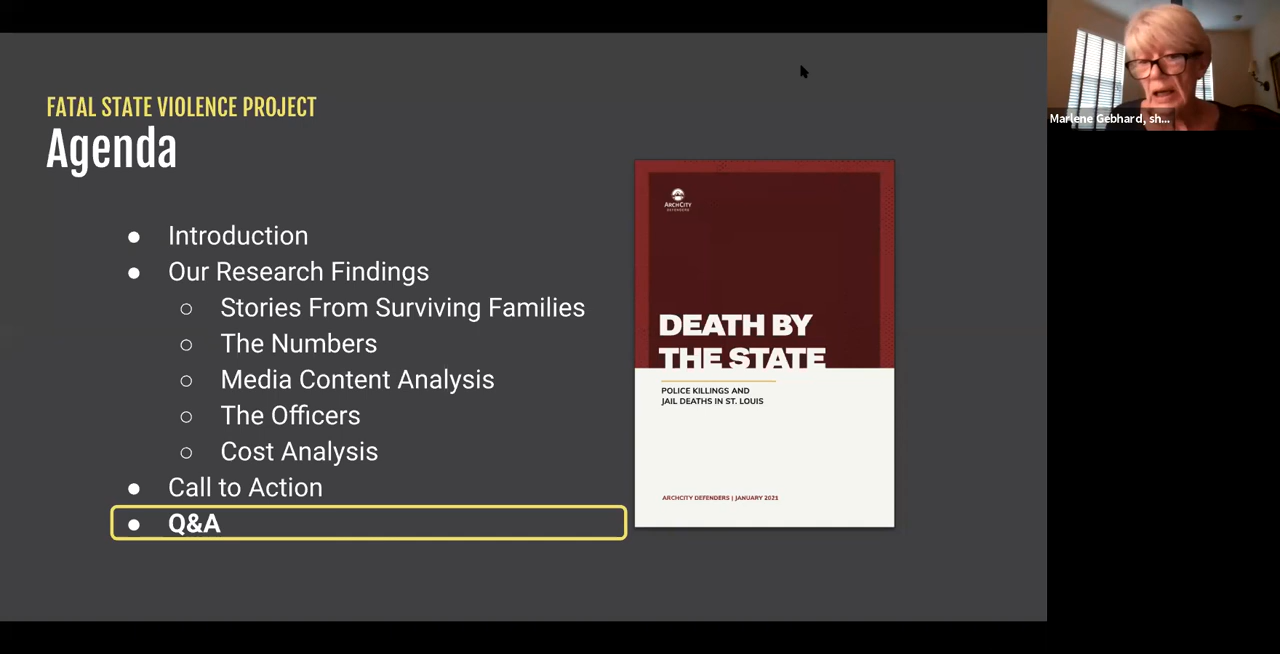 FATAL STATE VIOLENCE PROJECT
Agenda
● Introduction
● Our Research Findings
○ Stories From Surviving Families
○ The Numbers
○ Media Content Analysis
○ The Officers
○ Cost Analysis
● Call to Action
● Q&A
ARCHCITY
DEFENDERS
DEATH BY
THE STATE
POLICE KILLINGS AND
JAIL DEATHS IN ST. LOUIS
ARCHCITY DEFENDERS | JANUARY 2021
Marlene Gebhard, sh...